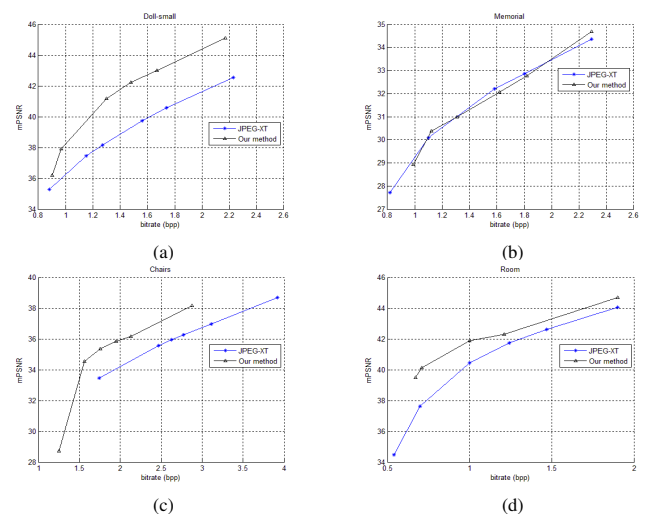 Doll-small
46
44
42
40
38
36
34
mPSNR
JPEG-XT
Our method
0.8 1 1.2 1.4 1.6 1.8 2 2.2 2.4 2.6
bitrate (bpp)
(a)
Memorial
35
34
33
32
31
30
29
28
27
mPSNR
JPEG-XT
Our method
0.8 1 1.2 1.4 1.6 1.8 2 2.2 2.4 2.6
bitrate (bpp)
(b)
Chairs
40
38
36
34
32
30
28
mPSNR
JPEG-XT
Our method
1 1.5 2 2.5 3 3.5 4
bitrate (bpp)
(c)
Room
46
44
42
40
38
36
34
mPSNR
JPEG-XT
Our method
0.5 1 1.5 2
bitrate (bpp)
(d)